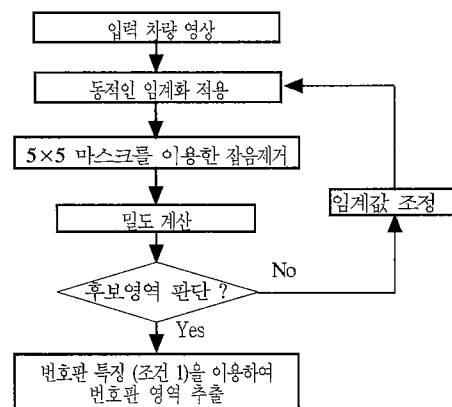 입력 차량 영상
동적인 임계화 적용
5×5 마스크를 이용한 잡음제거
밀도 계산
임계값 조정
후보영역 판단 ?
No
Yes
번호판 특징 (조건 1)을 이용하여
번호판 영역 추출